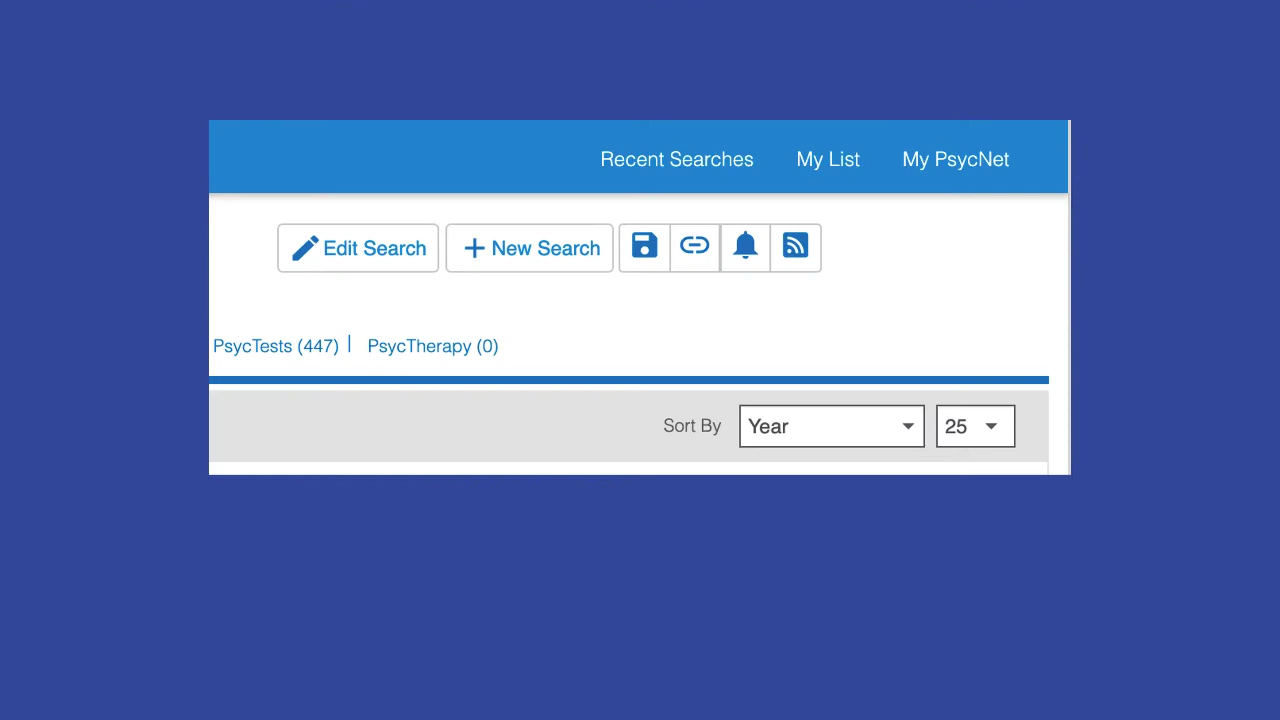 Recent Searches My List My PsycNet
Edit Search New Search
PsycTests (447) | PsycTherapy (0)
Sort By Year 25